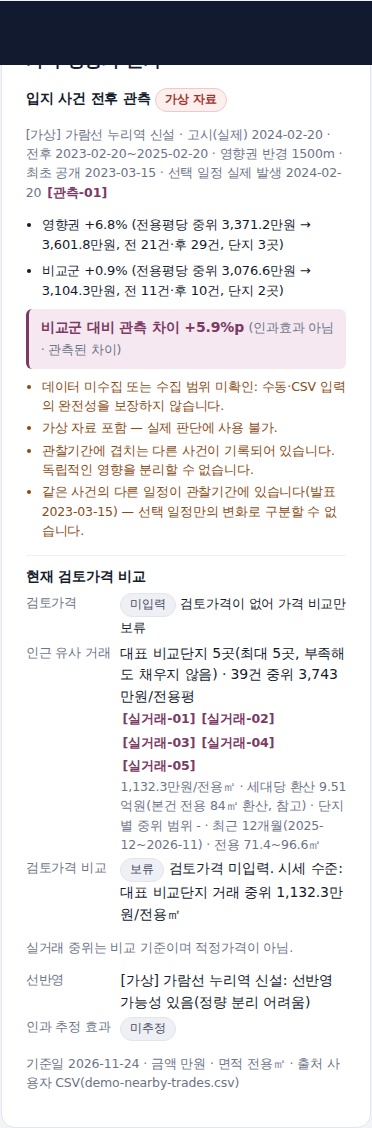 입지 사건 전후 관측 가상 자료
[가상] 가람선 누리역 신설 · 고시(실제) 2024-02-20 ·
전후 2023-02-20~2025-02-20 · 영향권 반경 1500m ·
최초 공개 2023-03-15 · 선택 일정 실제 발생 2024-02-
20 [관측-01]
• 영향권 +6.8% (전용평당 중위 3,371.2만원 →
3,601.8만원, 전 21건·후 29건, 단지 3곳)
• 비교군 +0.9% (전용평당 중위 3,076.6만원 →
3,104.3만원, 전 11건·후 10건, 단지 2곳)
비교군 대비 관측 차이 +5.9%p (인과효과 아님
· 관측된 차이)
• 데이터 미수집 또는 수집 범위 미확인: 수동·CSV 입력
의 완전성을 보장하지 않습니다.
• 가상 자료 포함 — 실제 판단에 사용 불가.
• 관찰기간에 겹치는 다른 사건이 기록되어 있습니다.
독립적인 영향을 분리할 수 없습니다.
• 같은 사건의 다른 일정이 관찰기간에 있습니다(발표
2023-03-15) — 선택 일정만의 변화로 구분할 수 없
습니다.
현재 검토가격 비교
검토가격 미입력 검토가격이 없어 가격 비교만
보류
인근 유사 거래 대표 비교단지 5곳(최대 5곳, 부족해
도 채우지 않음) · 39건 중위 3,743
만원/전용평
[실거래-01] [실거래-02]
[실거래-03] [실거래-04]
[실거래-05]
1,132.3만원/전용㎡ · 세대당 환산 9.51
억원(본건 전용 84㎡ 환산, 참고) · 단지
별 중위 범위 - · 최근 12개월(2025-
12~2026-11) · 전용 71.4~96.6㎡
검토가격 비교 보류 검토가격 미입력. 시세 수준:
대표 비교단지 거래 중위 1,132.3만
원/전용㎡
실거래 중위는 비교 기준이며 적정가격이 아님.
선반영 [가상] 가람선 누리역 신설: 선반영
가능성 있음(정량 분리 어려움)
인과 추정 효과 미추정
기준일 2026-11-24 · 금액 만원 · 면적 전용㎡ · 출처 사
용자 CSV(demo-nearby-trades.csv)